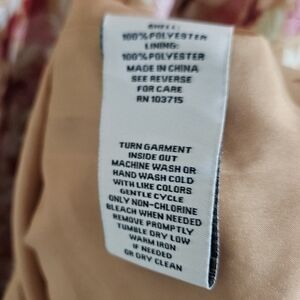 SHELL:
100% POLYESTER
LINING:
100% POLYESTER
MADE IN CHINA
SEE REVERSE
FOR CARE
RN 103715
TURN GARMENT
INSIDE OUT
MACHINE WASH OR
HAND WASH COLD
WITH LIKE COLORS
GENTLE CYCLE
ONLY NON-CHLORINE
BLEACH WHEN NEEDED
REMOVE PROMPTLY
TUMBLE DRY LOW
WARM IRON
IF NEEDED
OR DRY CLEAN